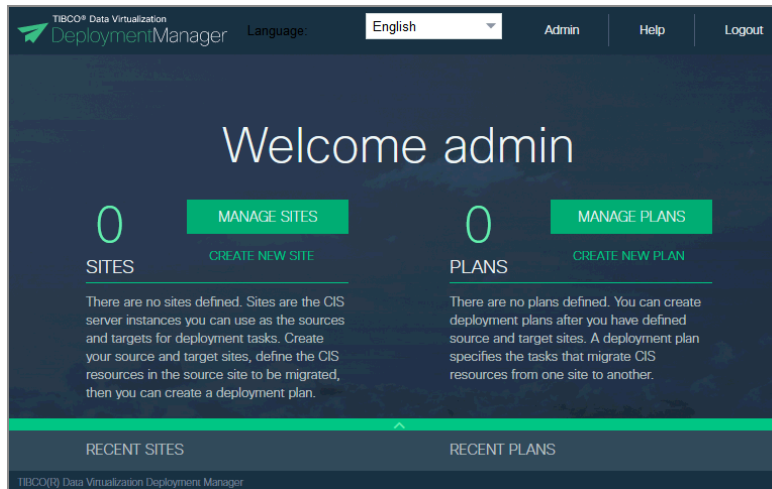 TIBCO® Data Virtualization
DeploymentManager
Language:
English
Admin
Help
Logout
Welcome admin
0
MANAGE SITES
SITES
CREATE NEW SITE
There are no sites defined. Sites are the CIS
server instances you can use as the sources
and targets for deployment tasks. Create
your source and target sites, define the CIS
resources in the source site to be migrated,
then you can create a deployment plan.
0
MANAGE PLANS
PLANS
CREATE NEW PLAN
There are no plans defined. You can create
deployment plans after you have defined
source and target sites. A deployment plan
specifies the tasks that migrate CIS
resources from one site to another.
RECENT SITES
RECENT PLANS
TIBCO(R) Data Virtualization Deployment Manager